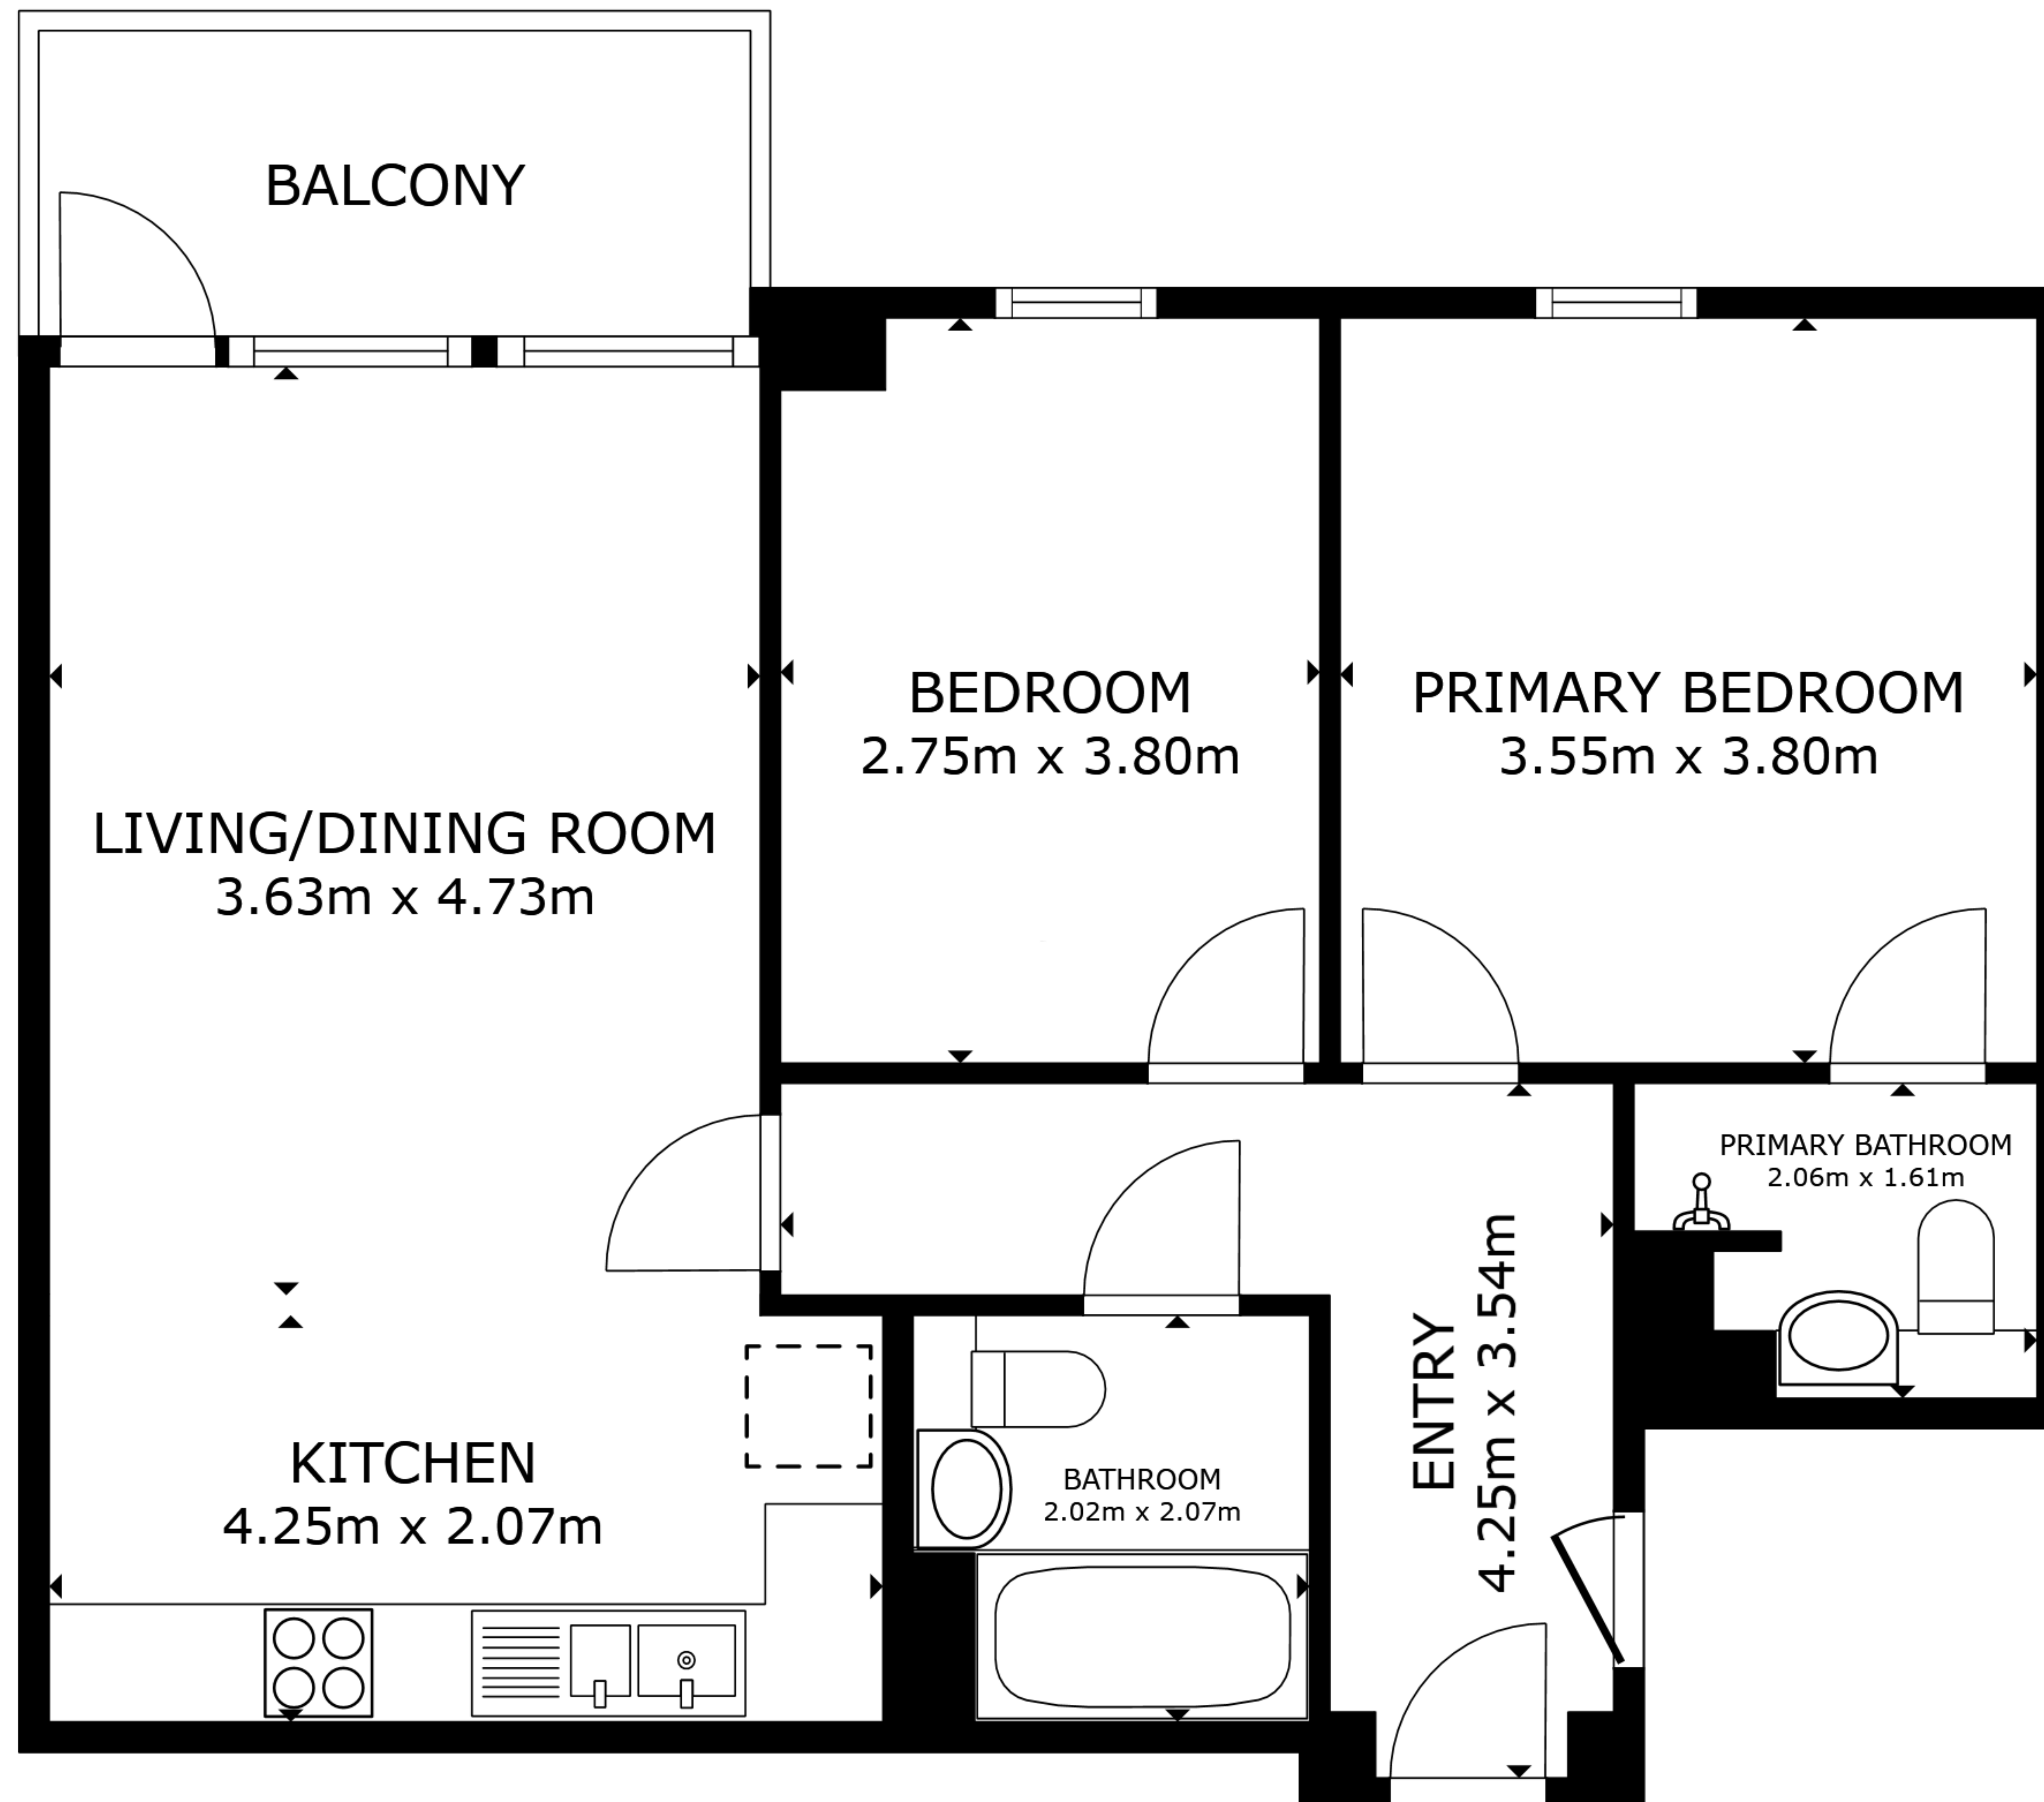 BALCONY
BEDROOM
2.75m x 3.80m
PRIMARY BEDROOM
3.55m x 3.80m
LIVING/DINING ROOM
3.63m x 4.73m
PRIMARY BATHROOM
2.06m x 1.61m
ENTRY
4.25m x 3.54m
KITCHEN
4.25m x 2.07m
BATHROOM
2.02m x 2.07m